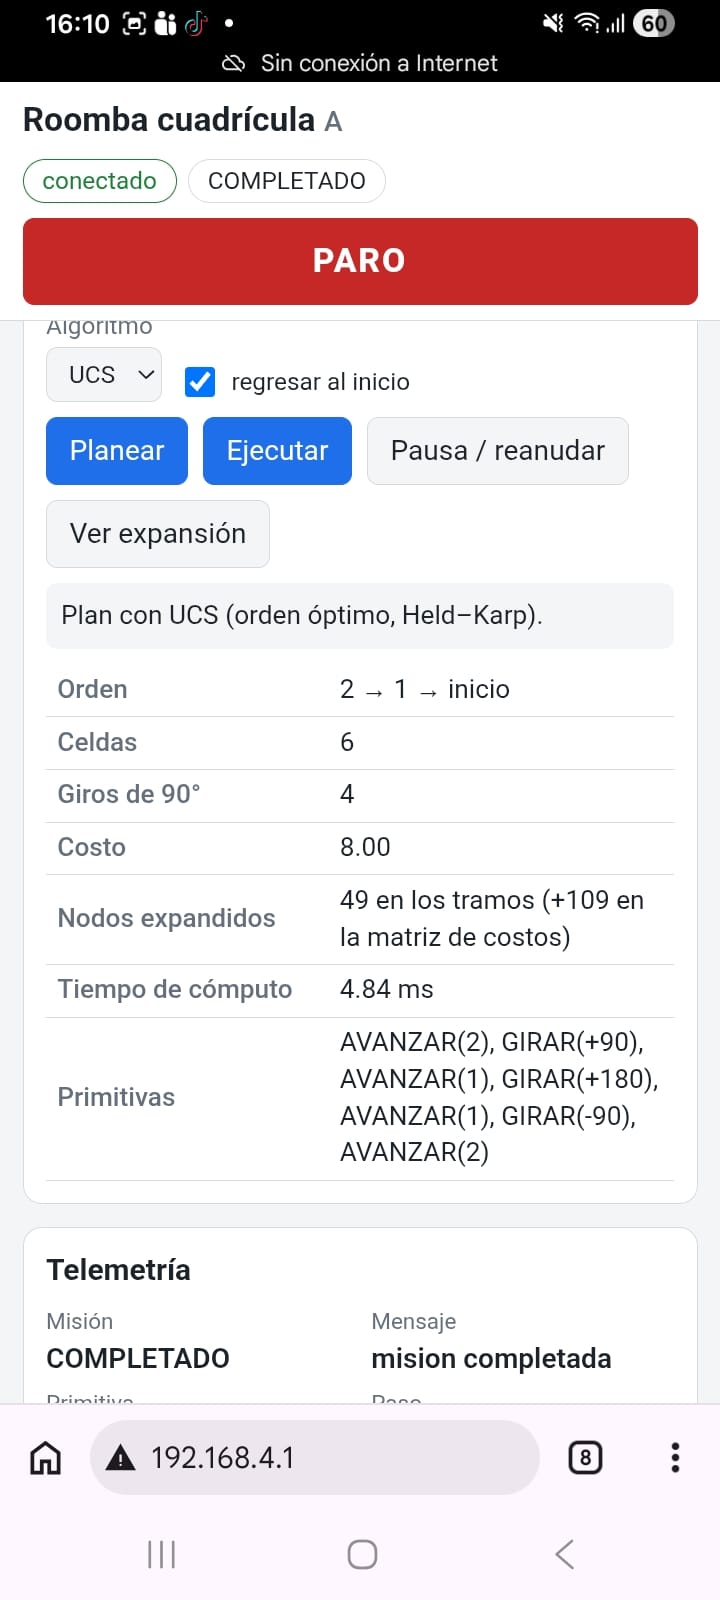 16:10
60
Sin conexión a Internet
Roomba cuadrícula A
conectado
COMPLETADO
PARO
Algoritmo
UCS
regresar al inicio
Planear
Ejecutar
Pausa / reanudar
Ver expansión
Plan con UCS (orden óptimo, Held–Karp).
Orden 2 → 1 → inicio
Celdas 6
Giros de 90° 4
Costo 8.00
Nodos expandidos 49 en los tramos (+109 en
la matriz de costos)
Tiempo de cómputo 4.84 ms
Primitivas AVANZAR(2), GIRAR(+90),
AVANZAR(1), GIRAR(+180),
AVANZAR(1), GIRAR(-90),
AVANZAR(2)
Telemetría
Misión
COMPLETADO
Mensaje
mision completada
Primitiva
Paso
192.168.4.1
8